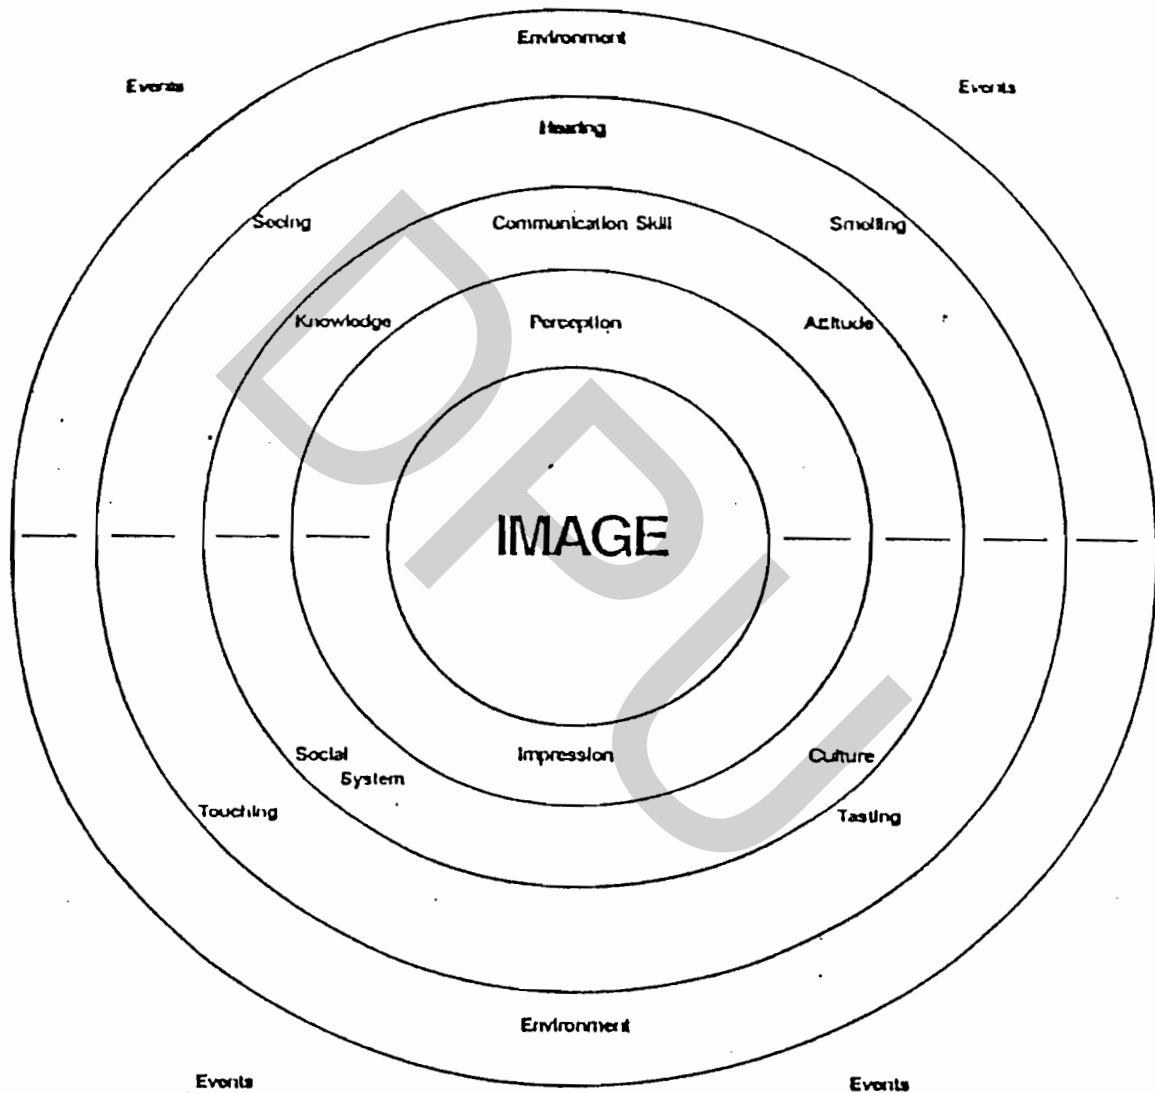 Environment
Events
Events
Hearing
Seeing
Communication Skill
Smelling
Knowledge
Perception
Attitude
IMAGE
Social
System
Impression
Culture
Touching
Tasting
Environment
Events
Events
DPU